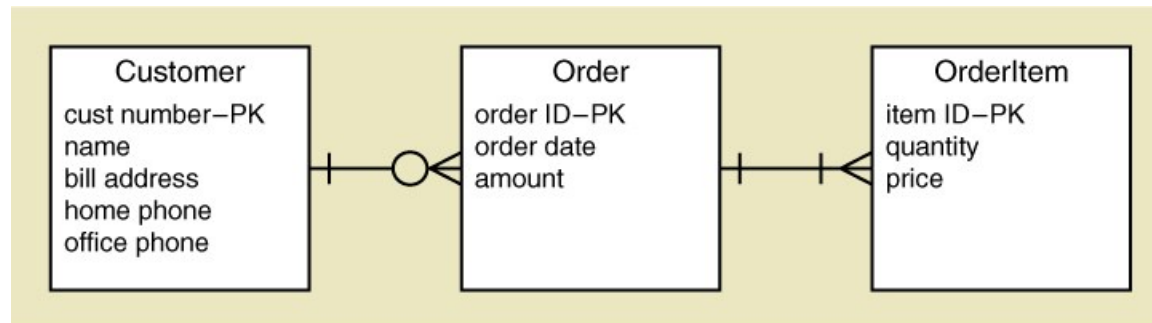 Customer
cust number–PK
name
bill address
home phone
office phone
Order
order ID–PK
order date
amount
OrderItem
item ID–PK
quantity
price